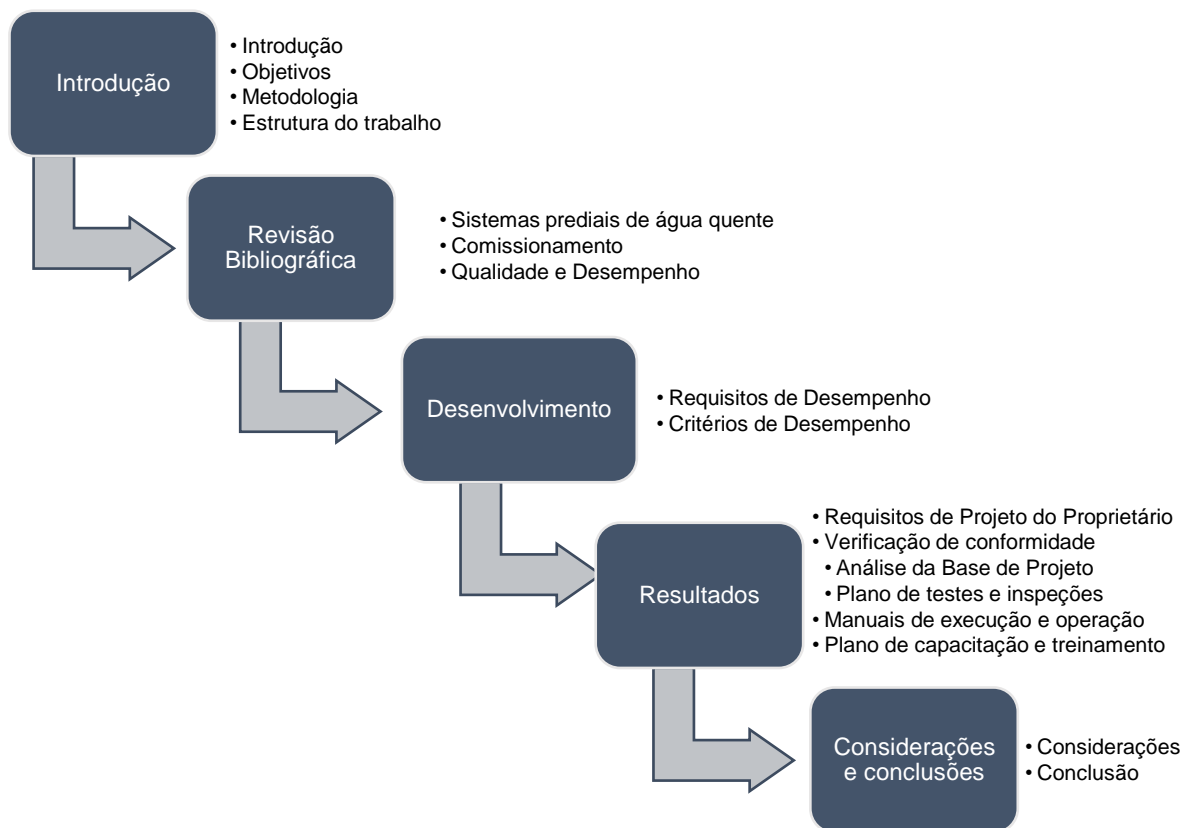 Introdução
• Introdução
• Objetivos
• Metodologia
• Estrutura do trabalho
Revisão
Bibliográfica
• Sistemas prediais de água quente
• Comissionamento
• Qualidade e Desempenho
Desenvolvimento
• Requisitos de Desempenho
• Critérios de Desempenho
Resultados
• Requisitos de Projeto do Proprietário
• Verificação de conformidade
• Análise da Base de Projeto
• Plano de testes e inspeções
• Manuais de execução e operação
• Plano de capacitação e treinamento
Considerações
e conclusões
• Considerações
• Conclusão